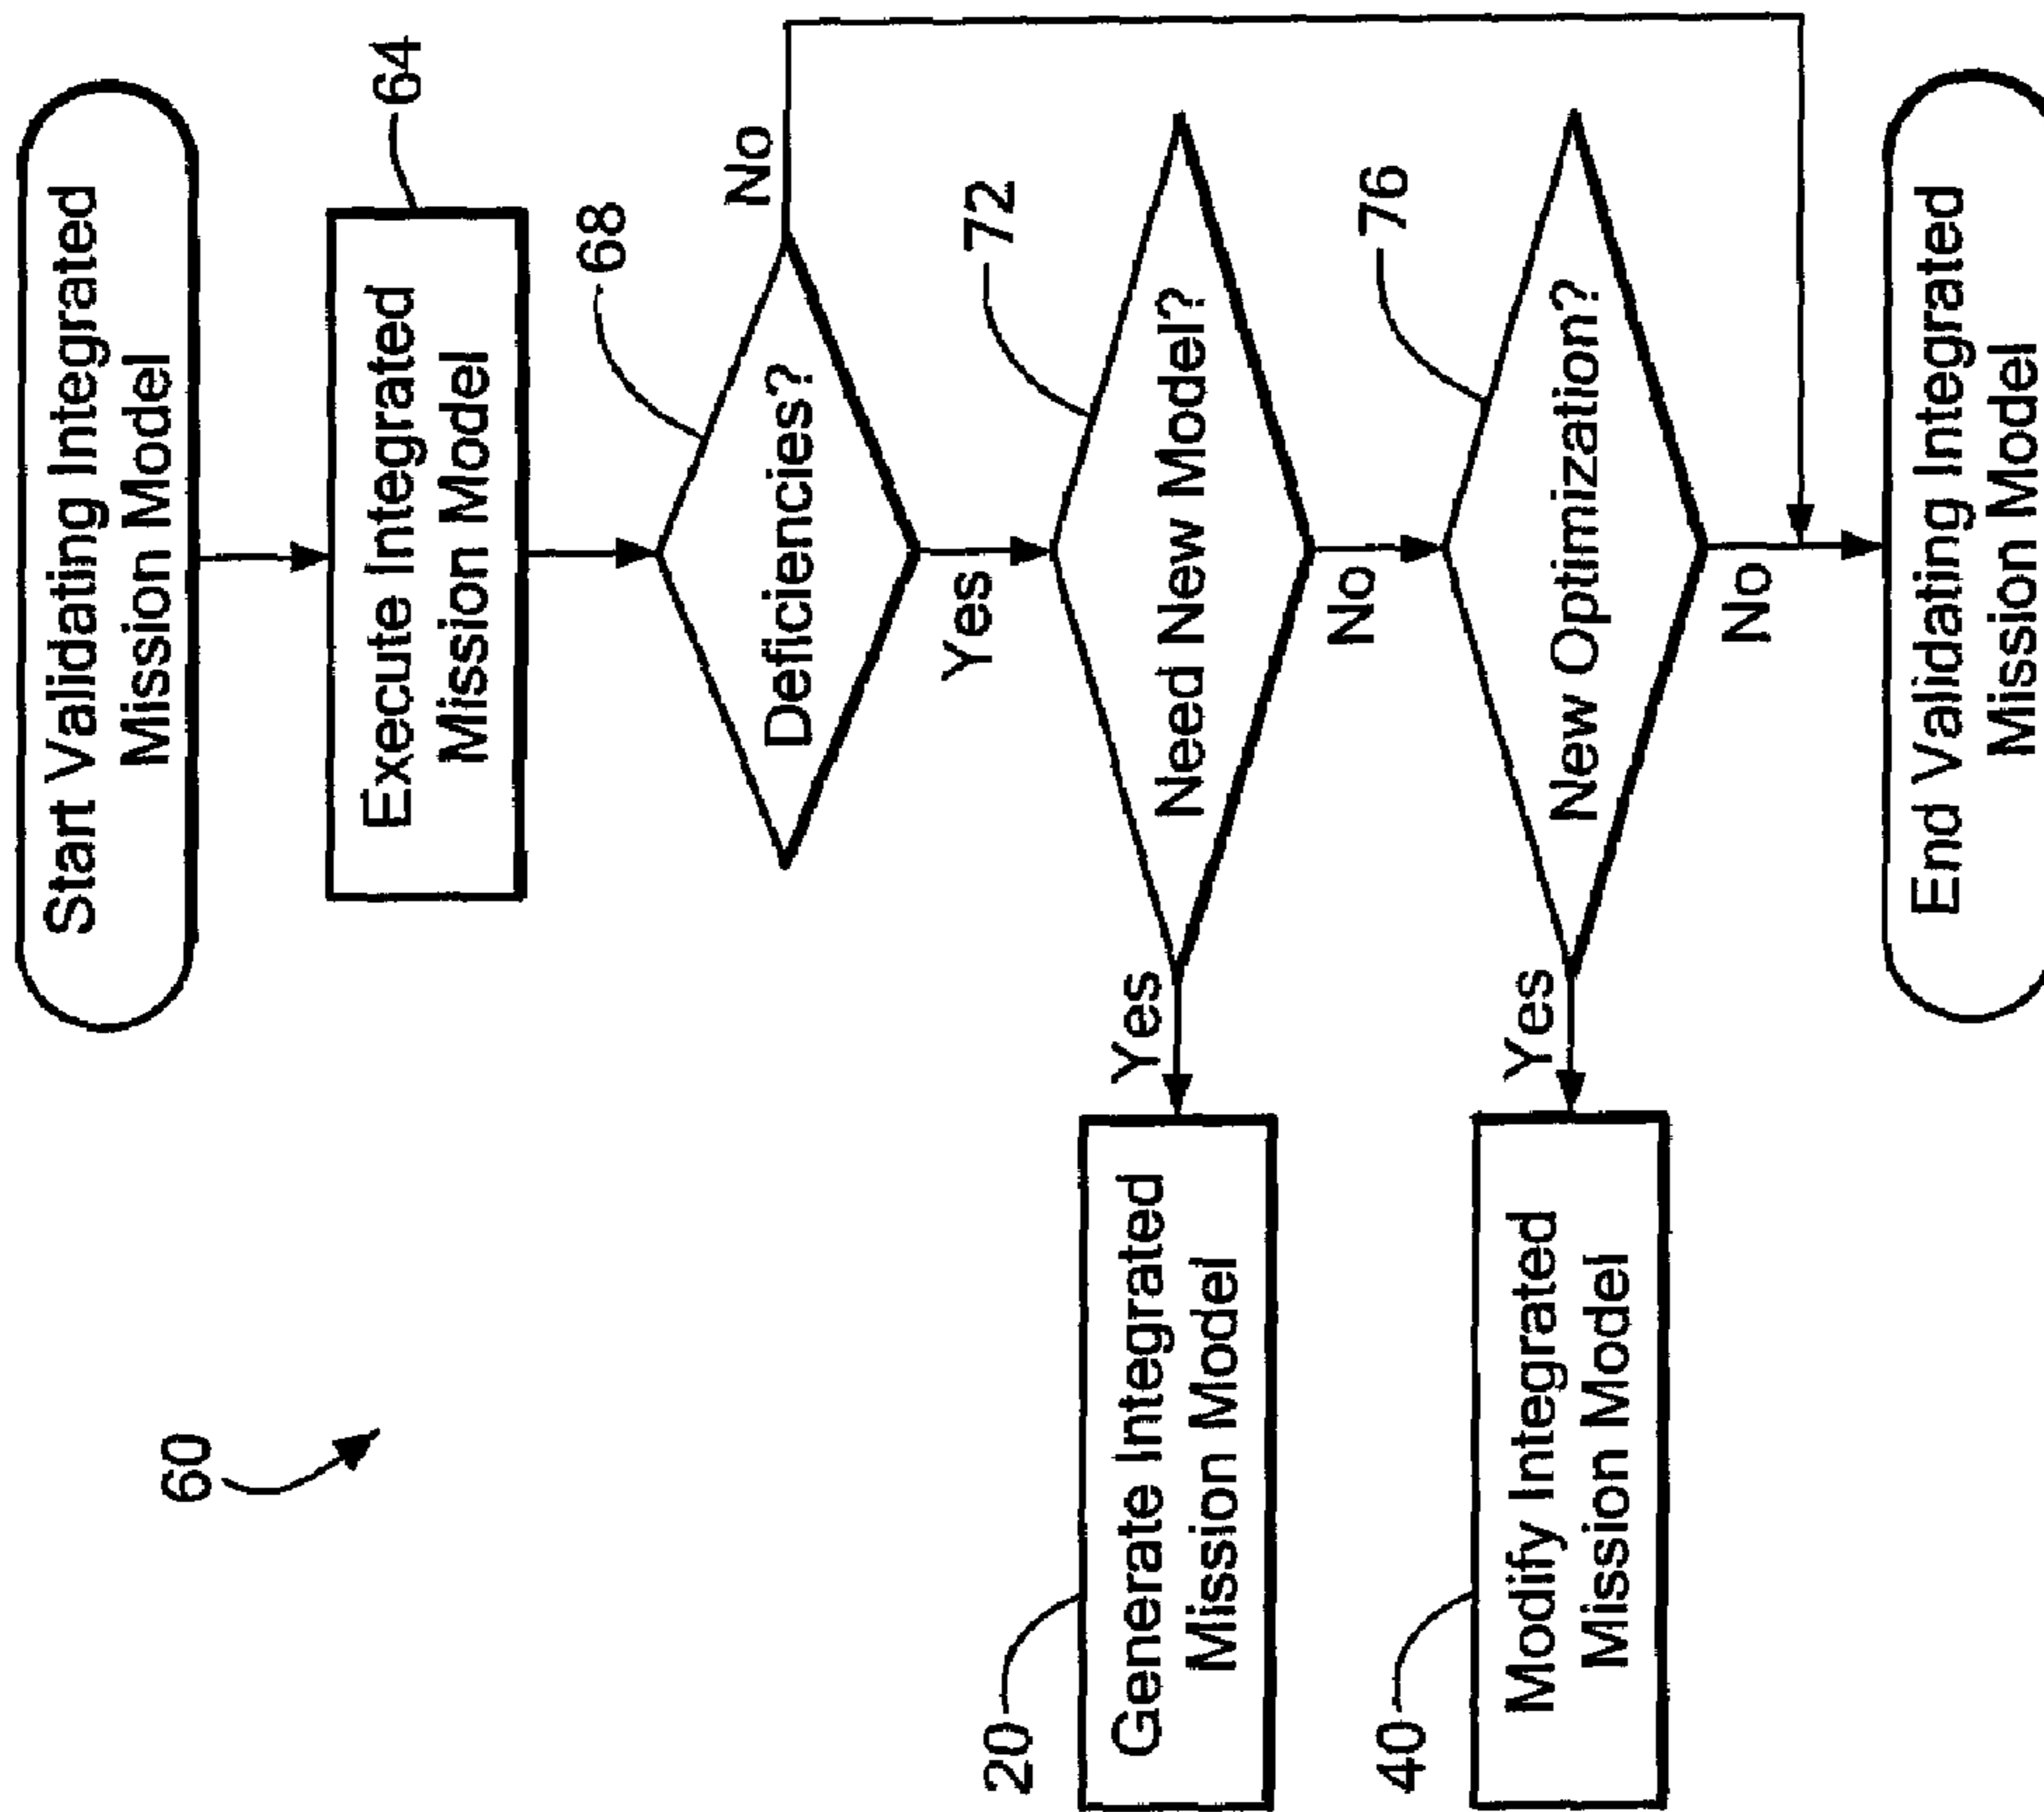 60
Start Validating Integrated
Mission Model
Execute Integrated
Mission Model
64
Deficiencies?
68
No
Yes
Need New Model?
72
Yes
20
Generate Integrated
Mission Model
No
New Optimization?
76
Yes
40
Modify Integrated
Mission Model
No
End Validating Integrated
Mission Model